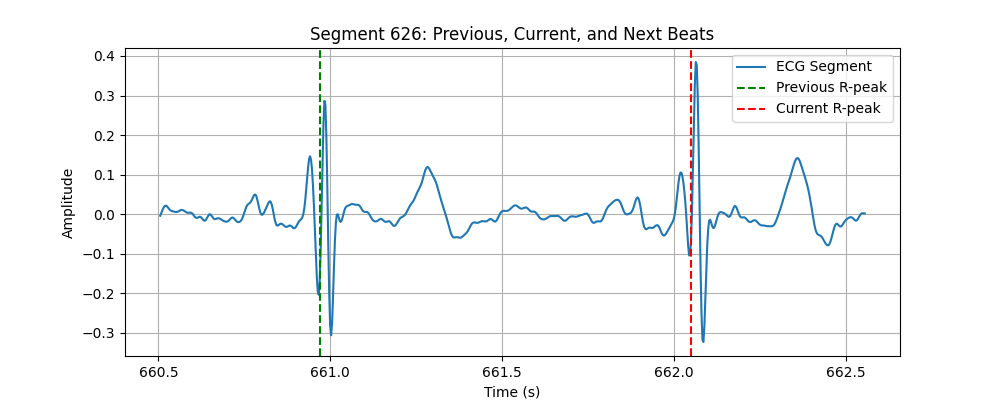 Segment 626: Previous, Current, and Next Beats
ECG Segment
Previous R-peak
Current R-peak
Amplitude
0.4
0.3
0.2
0.1
0.0
−0.1
−0.2
−0.3
660.5 661.0 661.5 662.0 662.5
Time (s)